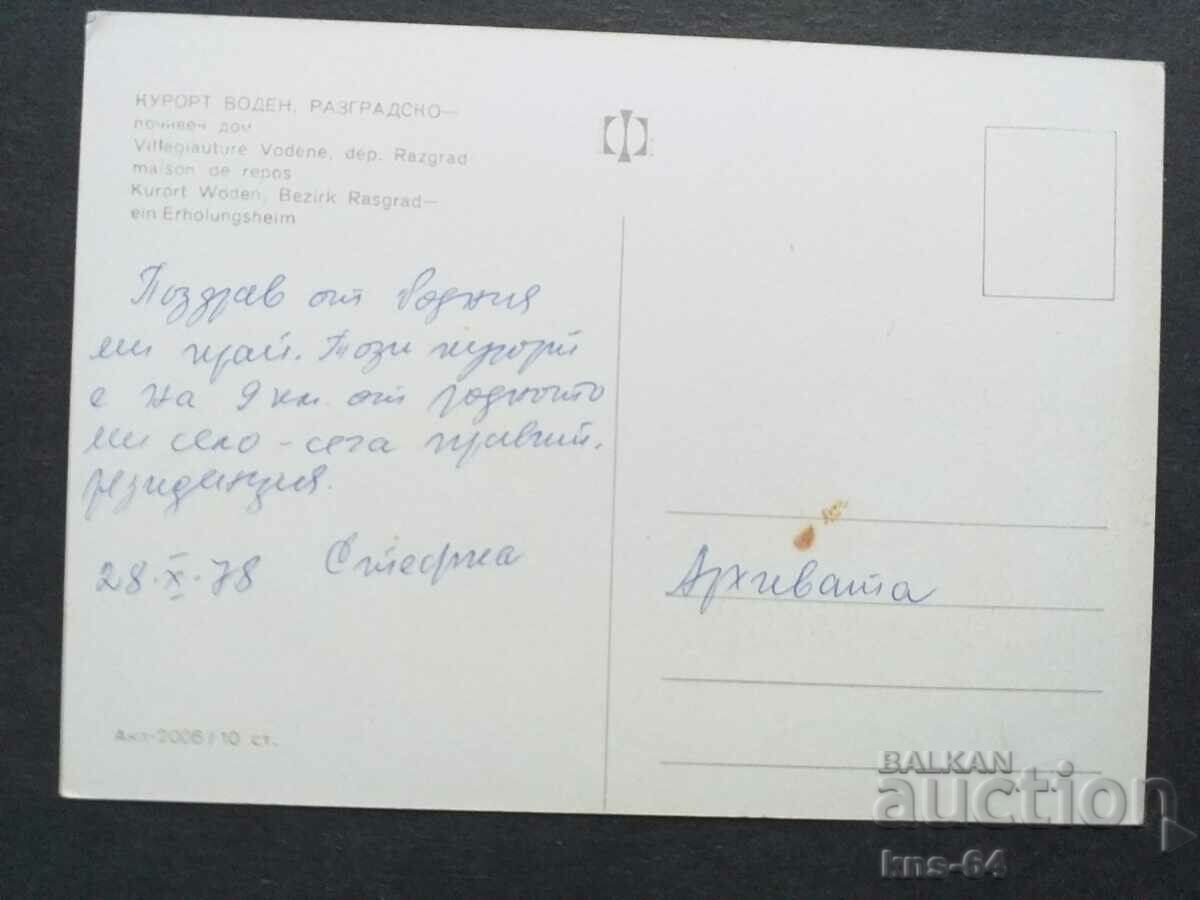 КУРОРТ ВОДЕН, РАЗГРАДСКО—
почивен дом
Villegiauture Vodene, dep. Razgrad
maison de repos
Kurort Woden, Bezirk Rasgrad—
ein Erholungsheim
Поздрав от родния
ми край. Този курорт
е на 9 км. от родното
ми село - сега правит.
резиденция.
28.X.78 Стефка
Архивата
Акл-2006/10 ст.
BALKAN
auction
kns-64